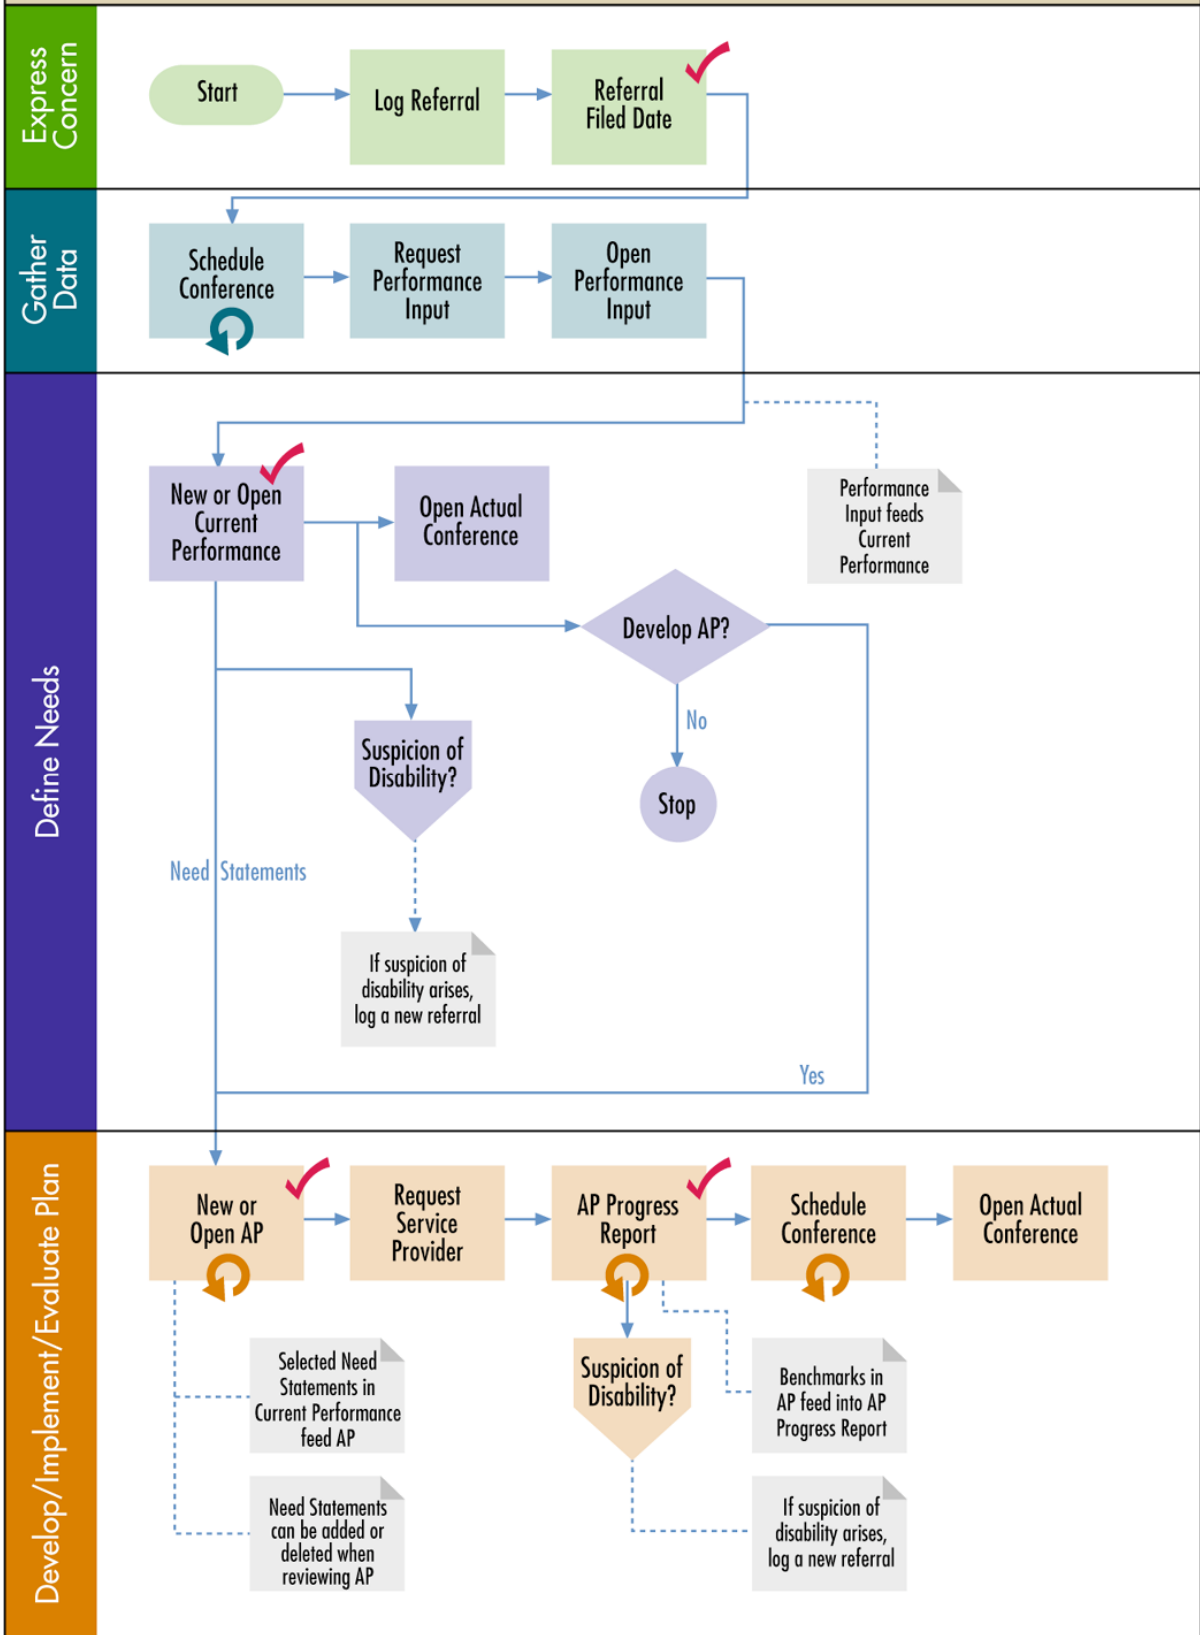 Express
Concern
Start
Log Referral
Referral
Filed Date
Gather
Data
Schedule
Conference
Request
Performance
Input
Open
Performance
Input
Define Needs
New or Open
Current
Performance
Open Actual
Conference
Performance
Input feeds
Current
Performance
Develop AP?
No
Stop
Suspicion of
Disability?
Need Statements
If suspicion of
disability arises,
log a new referral
Yes
Develop/Implement/Evaluate Plan
New or
Open AP
Request
Service
Provider
AP Progress
Report
Schedule
Conference
Open Actual
Conference
Selected Need
Statements in
Current Performance
feed AP
Suspicion of
Disability?
Benchmarks in
AP feed into AP
Progress Report
Need Statements
can be added or
deleted when
reviewing AP
If suspicion of
disability arises,
log a new referral